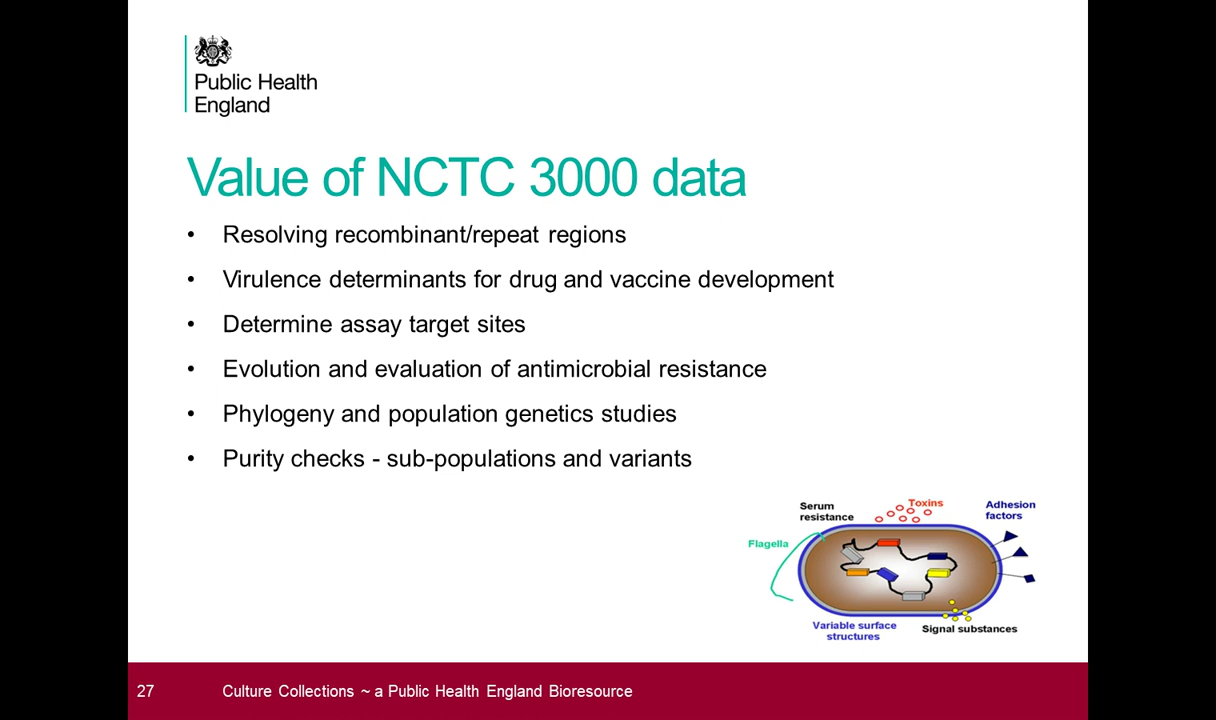 Public Health
England
Value of NCTC 3000 data
• Resolving recombinant/repeat regions
• Virulence determinants for drug and vaccine development
• Determine assay target sites
• Evolution and evaluation of antimicrobial resistance
• Phylogeny and population genetics studies
• Purity checks - sub-populations and variants
Serum
resistance
Toxins
Adhesion
factors
Flagella
Variable surface
structures
Signal substances
27
Culture Collections ~ a Public Health England Bioresource